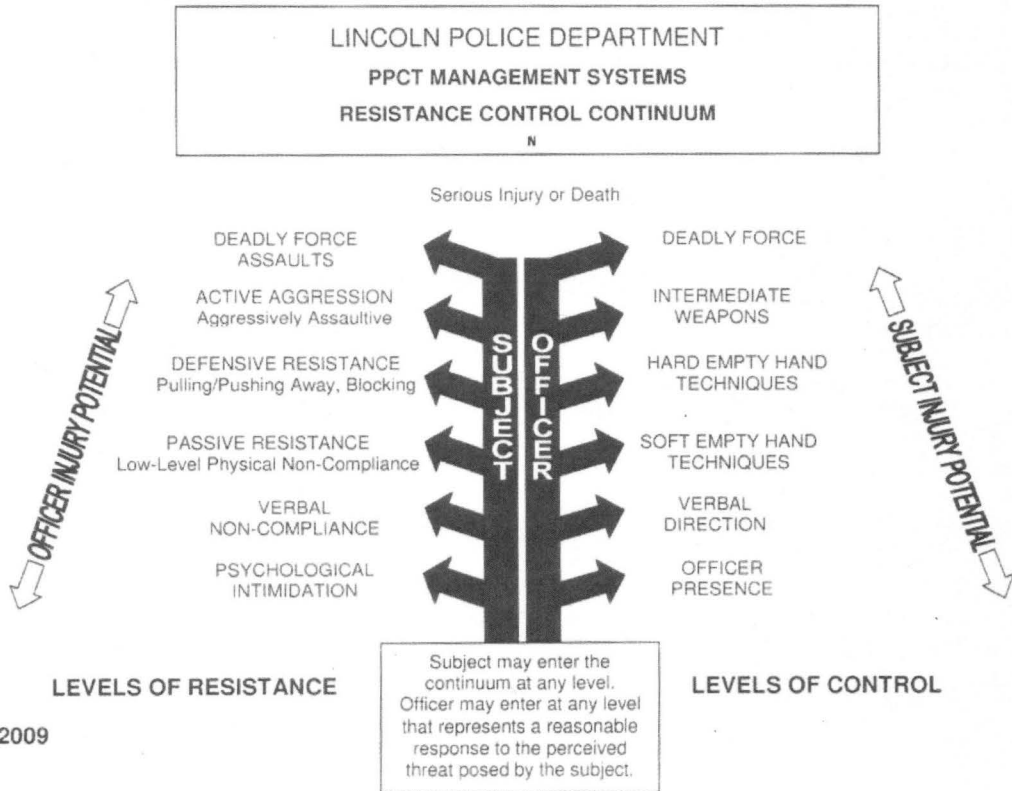 LINCOLN POLICE DEPARTMENT
PPCT MANAGEMENT SYSTEMS
RESISTANCE CONTROL CONTINUUM
N
Serious Injury or Death
DEADLY FORCE
ASSAULTS
ACTIVE AGGRESSION
Aggressively Assaultive
DEFENSIVE RESISTANCE
Pulling/Pushing Away, Blocking
PASSIVE RESISTANCE
Low-Level Physical Non-Compliance
VERBAL
NON-COMPLIANCE
PSYCHOLOGICAL
INTIMIDATION
OFFICER INJURY POTENTIAL
SUBJECT
OFFICER
DEADLY FORCE
INTERMEDIATE
WEAPONS
HARD EMPTY HAND
TECHNIQUES
SOFT EMPTY HAND
TECHNIQUES
VERBAL
DIRECTION
OFFICER
PRESENCE
SUBJECT INJURY POTENTIAL
LEVELS OF RESISTANCE
Subject may enter the
continuum at any level.
Officer may enter at any level
that represents a reasonable
response to the perceived
threat posed by the subject.
LEVELS OF CONTROL
2009